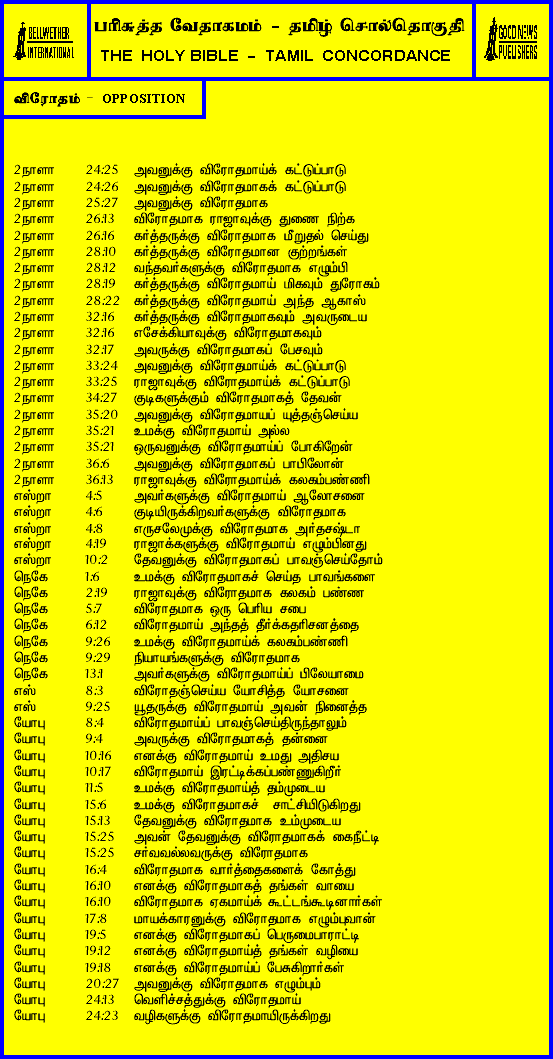 BELLWETHER
INTERNATIONAL
பரிசுத்த வேதாகமம் - தமிழ் சொல்தொகுதி
THE HOLY BIBLE - TAMIL CONCORDANCE
GOOD NEWS
PUBLISHERS
விரோதம் - OPPOSITION
2நாளா 24:25 அவனுக்கு விரோதமாய்க் கட்டுப்பாடு
2நாளா 24:26 அவனுக்கு விரோதமாகக் கட்டுப்பாடு
2நாளா 25:27 அவனுக்கு விரோதமாக
2நாளா 26:13 விரோதமாக ராஜாவுக்கு துணை நிற்க
2நாளா 26:16 கர்த்தருக்கு விரோதமாக மீறுதல் செய்து
2நாளா 28:10 கர்த்தருக்கு விரோதமான குற்றங்கள்
2நாளா 28:12 வந்தவர்களுக்கு விரோதமாக எழும்பி
2நாளா 28:19 கர்த்தருக்கு விரோதமாய் மிகவும் துரோகம்
2நாளா 28:22 கர்த்தருக்கு விரோதமாய் அந்த ஆகாஸ்
2நாளா 32:16 கர்த்தருக்கு விரோதமாகவும் அவருடைய
2நாளா 32:16 எசேக்கியாவுக்கு விரோதமாகவும்
2நாளா 32:17 அவருக்கு விரோதமாகப் பேசவும்
2நாளா 33:24 அவனுக்கு விரோதமாய்க் கட்டுப்பாடு
2நாளா 33:25 ராஜாவுக்கு விரோதமாய்க் கட்டுப்பாடு
2நாளா 34:27 குடிகளுக்கும் விரோதமாகத் தேவன்
2நாளா 35:20 அவனுக்கு விரோதமாயப் யுத்தஞ்செய்ய
2நாளா 35:21 உமக்கு விரோதமாய் அல்ல
2நாளா 35:21 ஒருவனுக்கு விரோதமாய்ப் போகிறேன்
2நாளா 36:6 அவனுக்கு விரோதமாகப் பாபிலோன்
2நாளா 36:13 ராஜாவுக்கு விரோதமாய்க் கலகம்பண்ணி
எஸ்றா 4:5 அவர்களுக்கு விரோதமாய் ஆலோசனை
எஸ்றா 4:6 குடியிருக்கிறவர்களுக்கு விரோதமாக
எஸ்றா 4:8 எருசலேமுக்கு விரோதமாக அர்தசஷ்டா
எஸ்றா 4:19 ராஜாக்களுக்கு விரோதமாய் எழும்பினது
எஸ்றா 10:2 தேவனுக்கு விரோதமாகப் பாவஞ்செய்தோம்
நெகே 1:6 உமக்கு விரோதமாகச் செய்த பாவங்களை
நெகே 2:19 ராஜாவுக்கு விரோதமாக கலகம் பண்ண
நெகே 5:7 விரோதமாக ஒரு பெரிய சபை
நெகே 6:12 விரோதமாய் அந்தத் தீர்க்கதரிசனத்தை
நெகே 9:26 உமக்கு விரோதமாய்க் கலகம்பண்ணி
நெகே 9:29 நியாயங்களுக்கு விரோதமாக
நெகே 13:1 அவர்களுக்கு விரோதமாய்ப் பிலேயாமை
எஸ் 8:3 விரோதஞ்செய்ய யோசித்த யோசனை
எஸ் 9:25 யூதருக்கு விரோதமாய் அவன் நினைத்த
யோபு 8:4 விரோதமாய்ப் பாவஞ்செய்திருந்தாலும்
யோபு 9:4 அவருக்கு விரோதமாகத் தன்னை
யோபு 10:16 எனக்கு விரோதமாய் உமது அதிசய
யோபு 10:17 விரோதமாய் இரட்டிக்கப்பண்ணுகிறீர்
யோபு 11:5 உமக்கு விரோதமாய்த் தம்முடைய
யோபு 15:6 உமக்கு விரோதமாகச் சாட்சியிடுகிறது
யோபு 15:13 தேவனுக்கு விரோதமாக உம்முடைய
யோபு 15:25 அவன் தேவனுக்கு விரோதமாகக் கைநீட்டி
யோபு 15:25 சர்வவல்லவருக்கு விரோதமாக
யோபு 16:4 விரோதமாக வார்த்தைகளைக் கோத்து
யோபு 16:10 எனக்கு விரோதமாகத் தங்கள் வாயை
யோபு 16:10 விரோதமாக ஏகமாய்க் கூட்டங்கூடினார்கள்
யோபு 17:8 மாயக்காரனுக்கு விரோதமாக எழும்புவான்
யோபு 19:5 எனக்கு விரோதமாகப் பெருமைபாராட்டி
யோபு 19:12 எனக்கு விரோதமாய்த் தங்கள் வழியை
யோபு 19:18 எனக்கு விரோதமாய்ப் பேசுகிறார்கள்
யோபு 20:27 அவனுக்கு விரோதமாக எழும்பும்
யோபு 24:13 வெளிச்சத்துக்கு விரோதமாய்
யோபு 24:23 வழிகளுக்கு விரோதமாயிருக்கிறது